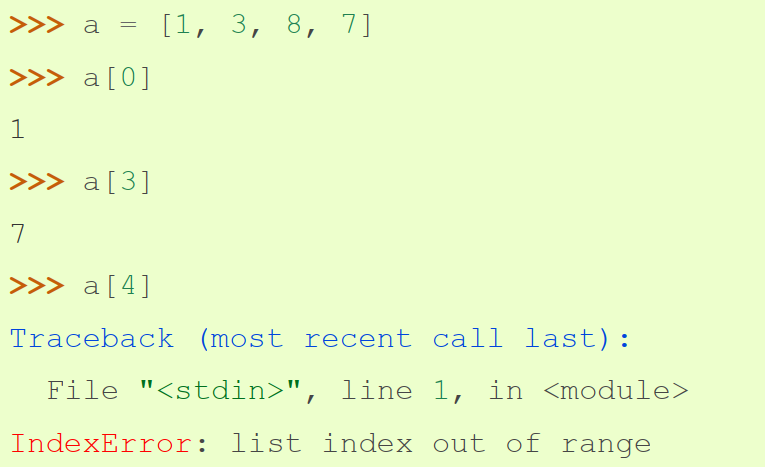 >>> a = [1, 3, 8, 7]
>>> a[0]
1
>>> a[3]
7
>>> a[4]
Traceback (most recent call last):
  File "<stdin>", line 1, in <module>
IndexError: list index out of range